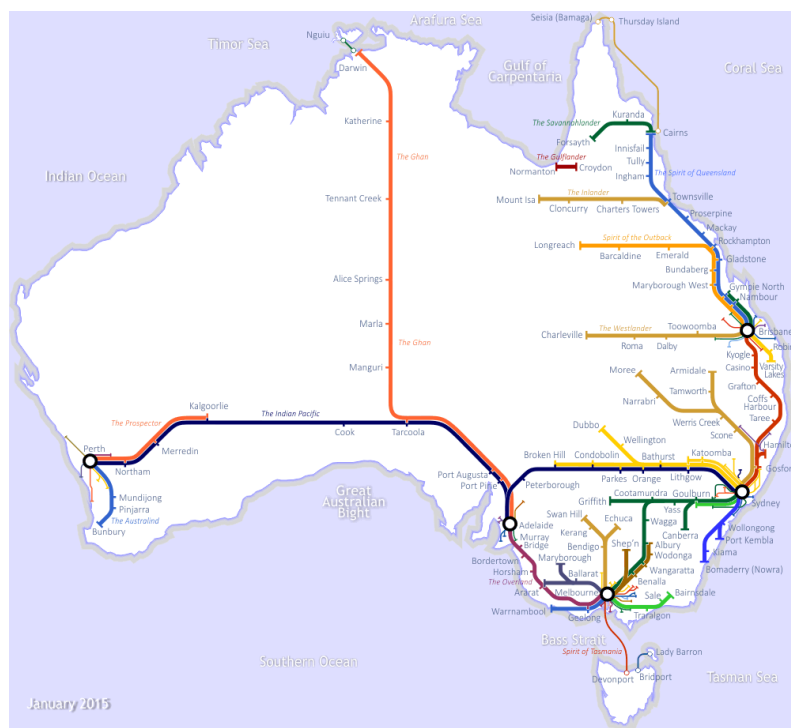 Arafura Sea
Timor Sea
Nguiu
Darwin
Seisia (Bamaga)
Thursday Island
Gulf of
Carpentaria
Coral Sea
Katherine
The Ghan
Tennant Creek
Alice Springs
Marla
The Ghan
Manguri
Indian Ocean
Kuranda
The Savannahlander
Cairns
Forsayth
Innisfail
The Gulflander
Tully
Normanton
Croydon
Ingham
The Spirit of Queensland
The Inlander
Townsville
Mount Isa
Cloncurry
Charters Towers
Proserpine
Mackay
Spirit of the Outback
Rockhampton
Longreach
Barcaldine
Emerald
Gladstone
Bundaberg
Maryborough West
Gympie North
Nambour
The Westlander
Toowoomba
Brisbane
Charleville
Roma
Dalby
Robi
Kyogle
Varsity
Lakes
Casino
Moree
Armidale
Grafton
Tamworth
Coffs
Harbour
Narrabri
Taree
Werris Creek
Scone
Kalgoorlie
The Prospector
The Indian Pacific
Cook
Tarcoola
Perth
Merredin
Northam
Mundijong
Pinjarra
The Australind
Bunbury
Dubbo
Wellington
Katoomba
Hamilt
Broken Hill
Condobolin
Bathurst
Gosfor
Port Augusta
Port Pirie
Peterborough
Parkes
Orange
Lithgow
Cootamundra
Goulburn
Griffith
Yass
Sydney
Great
Australian
Bight
Swan Hill
Echuca
Wagga
Canberra
Wollongong
Port Kembla
Adelaide
Murray
Bridge
Kerang
Bendigo
Shep'n
Albury
Wodonga
Kiama
Maryborough
Bordertown
Horsham
Wangaratta
Bomaderry (Nowra)
The Overland
Ballarat
Benalla
Ararat
Melbourne
Sale
Bairnsdale
Warrnambool
Geelong
Traralgon
Bass Strait
Spirit of Tasmania
Lady Barron
Devonport
Bridport
Southern Ocean
Tasman Sea
January 2015